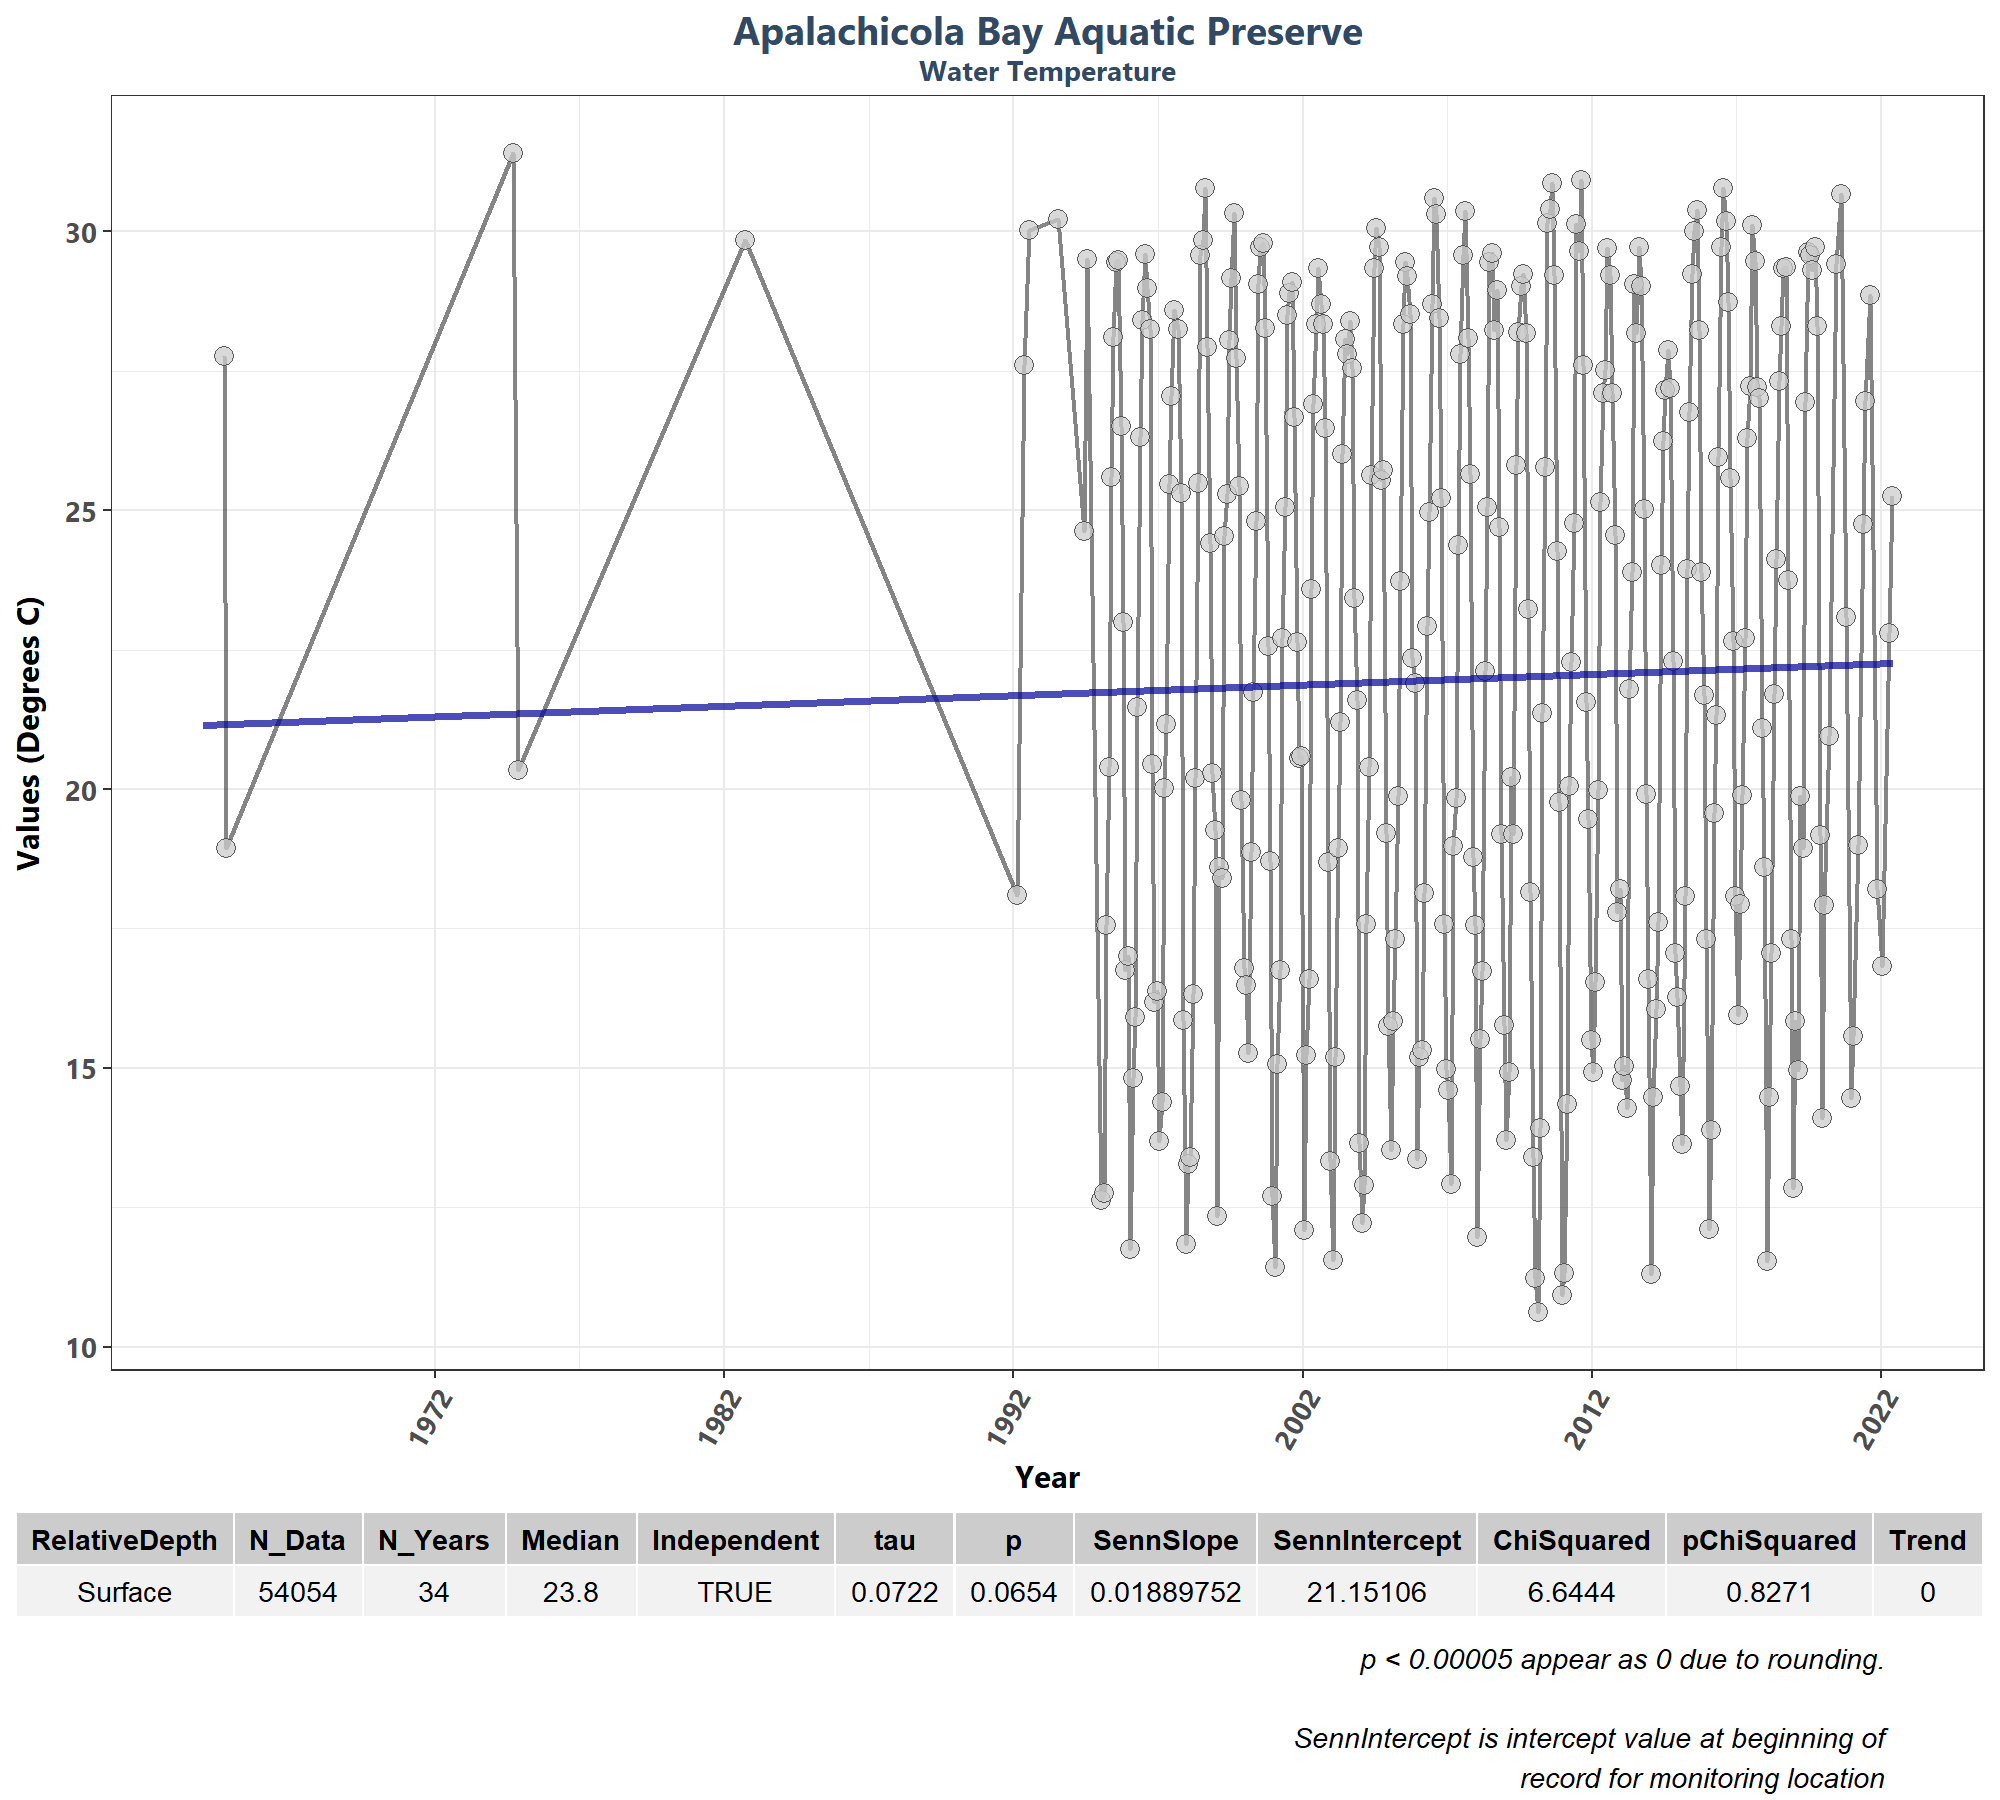 Apalachicola Bay Aquatic Preserve
Water Temperature
Values (Degrees C)
30
25
20
15
10
1972 1982 1992 2002 2012 2022
Year
RelativeDepth N_Data N_Years Median Independent tau p SennSlope SennIntercept ChiSquared pChiSquared Trend
Surface 54054 34 23.8 TRUE 0.0722 0.0654 0.01889752 21.15106 6.6444 0.8271 0
p < 0.00005 appear as 0 due to rounding.
SennIntercept is intercept value at beginning of
record for monitoring location